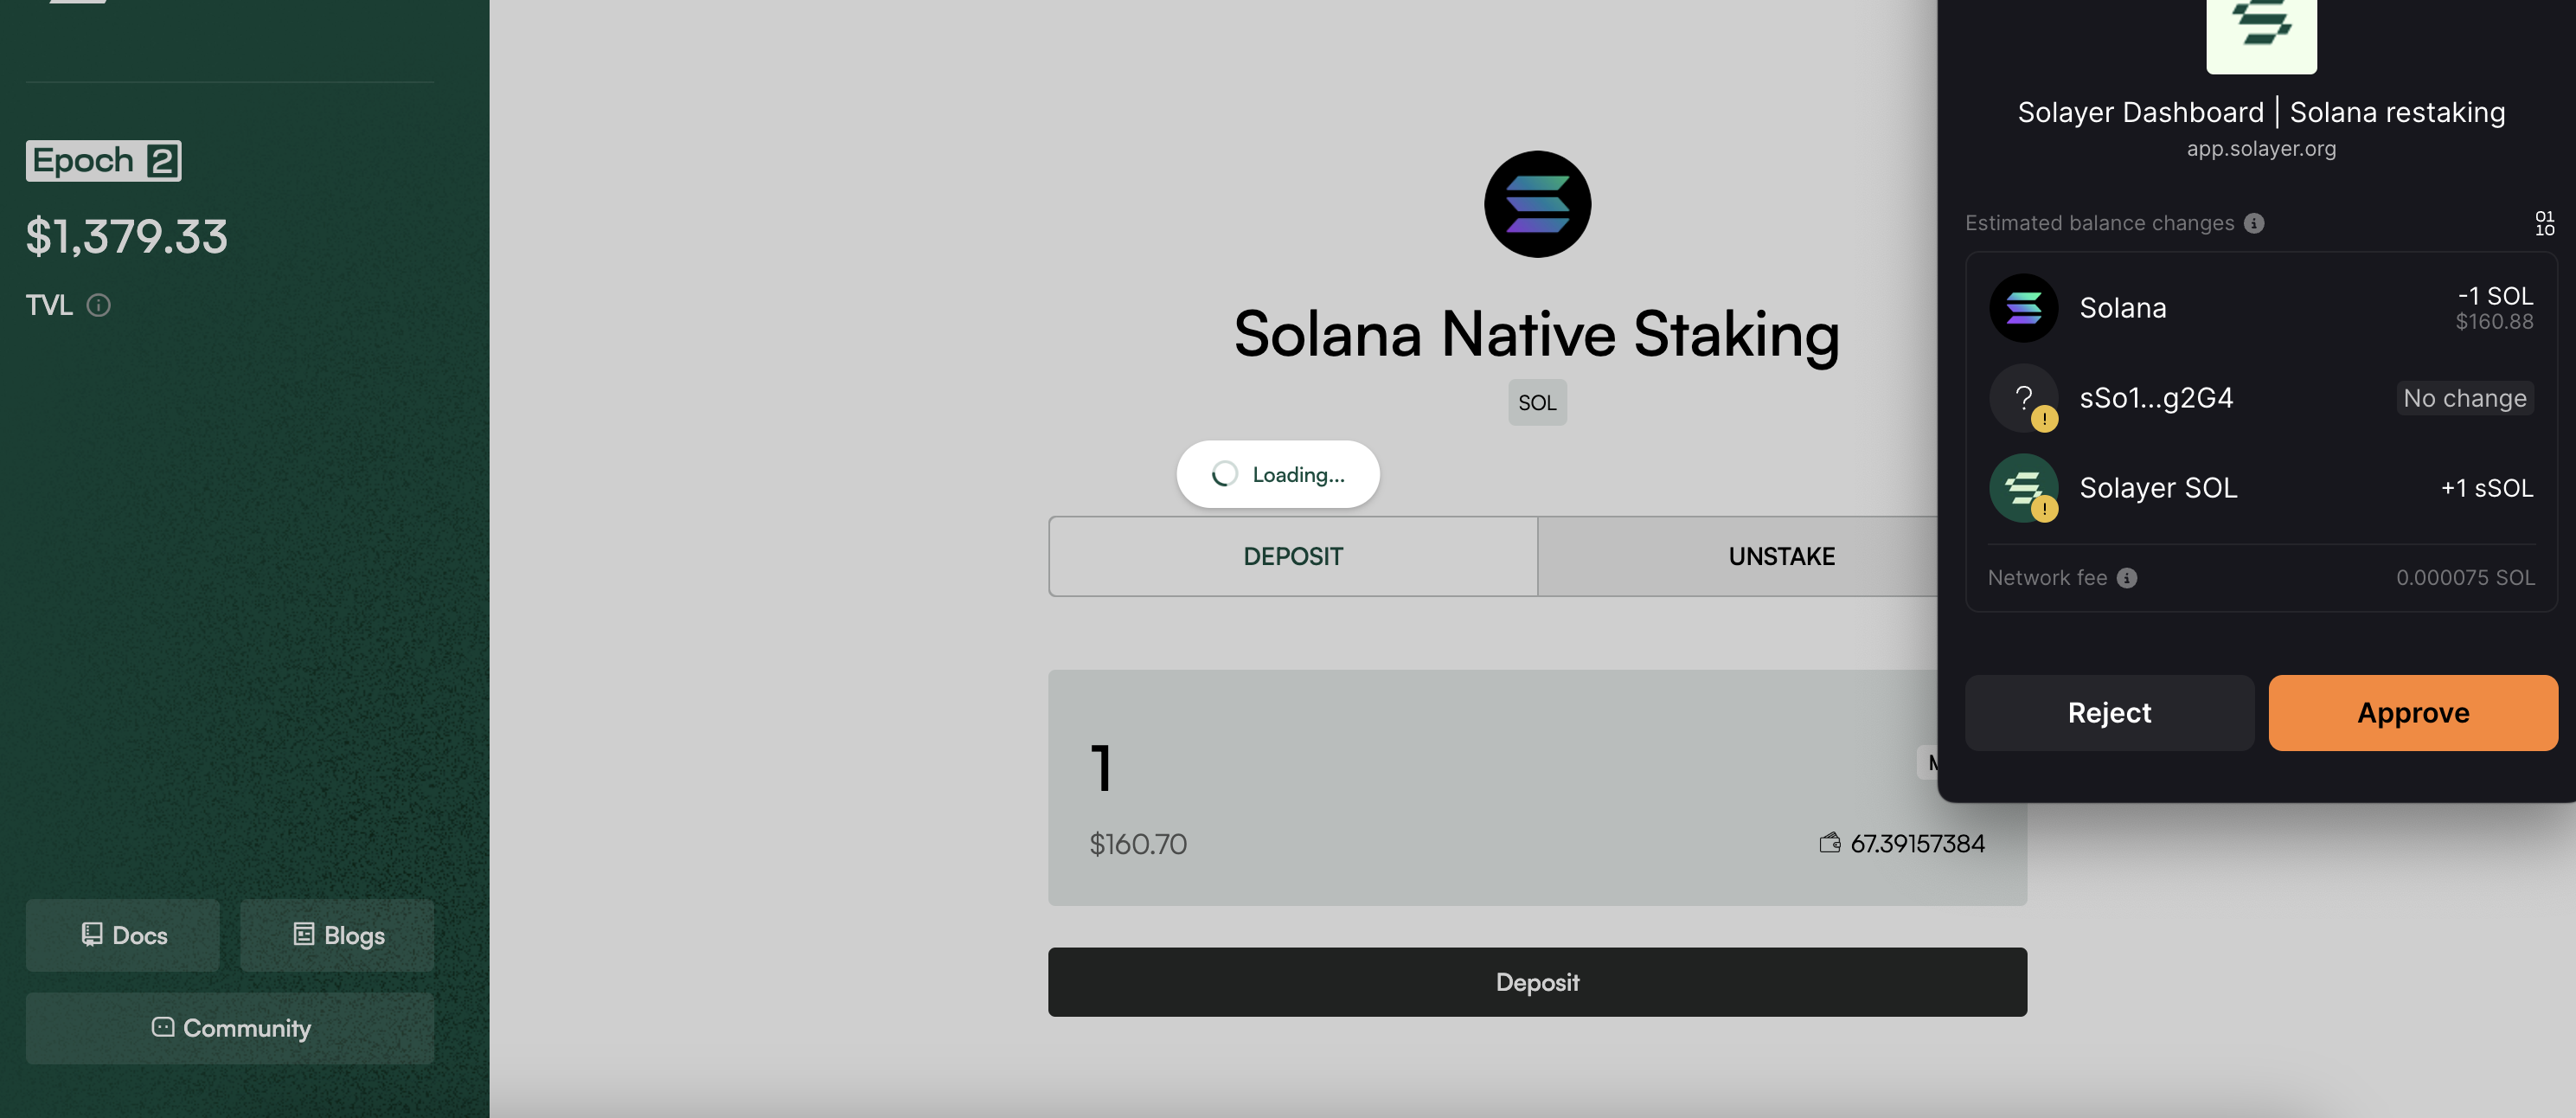 Epoch 2
$1,379.33
TVL
Docs
Blogs
Community
Solana Native Staking
SOL
Loading...
DEPOSIT
UNSTAKE
1
$160.70
67.39157384
Deposit
Solayer Dashboard | Solana restaking
app.solayer.org
Estimated balance changes
01
10
Solana
-1 SOL
$160.88
?
!
sSo1...g2G4
No change
!
Solayer SOL
+1 sSOL
Network fee
0.000075 SOL
Reject
Approve